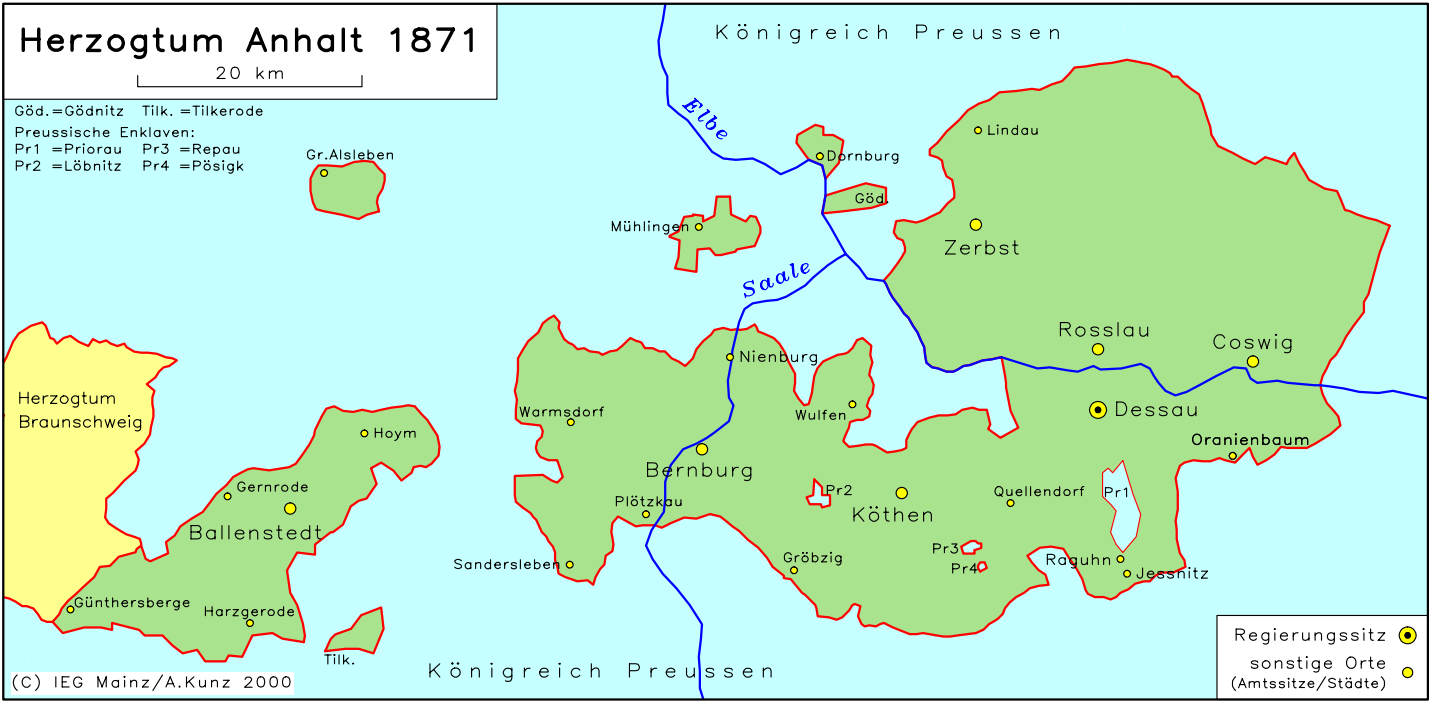 Herzogtum Anhalt 1871
20 km
Göd.=Gödnitz Tilk. =Tilkerode
Preussische Enklaven:
Pr1 =Priorau Pr3 =Repau
Pr2 =Löbnitz Pr4 =Pösigk
Königreich Preussen
Elbe
Lindau
Gr.Alsleben
Dornburg
Göd.
Mühlingen
Zerbst
Saale
Rosslau
Coswig
Nienburg
Herzogtum
Braunschweig
Warmsdorf
Wulfen
Dessau
Hoym
Oranienbaum
Bernburg
Gernrode
Pr2
Quellendorf
Pr1
Plötzkau
Köthen
Ballenstedt
Pr3
Gröbzig
Raguhn
Sandersleben
Pr4
Jessnitz
Günthersberge
Harzgerode
Tilk.
Königreich Preussen
Regierungssitz
sonstige Orte
(Amtssitze/Städte)
(C) IEG Mainz/A.Kunz 2000